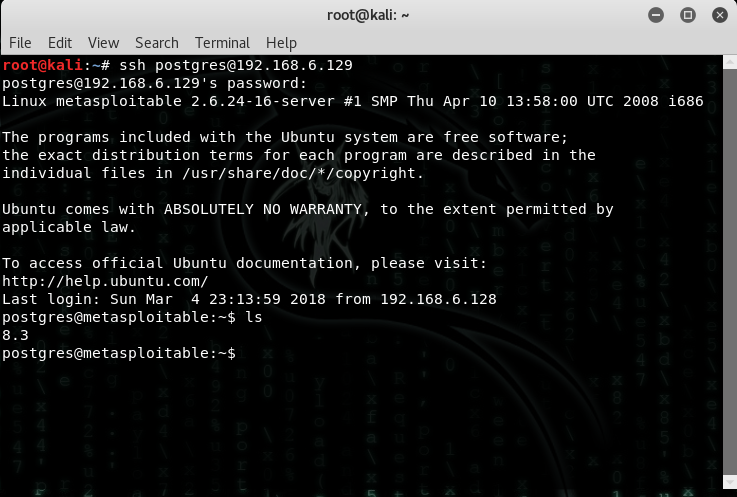 root@kali: ~
File Edit View Search Terminal Help
root@kali:~# ssh postgres@192.168.6.129
postgres@192.168.6.129's password:
Linux metasploitable 2.6.24-16-server #1 SMP Thu Apr 10 13:58:00 UTC 2008 i686
The programs included with the Ubuntu system are free software;
the exact distribution terms for each program are described in the
individual files in /usr/share/doc/*/copyright.
Ubuntu comes with ABSOLUTELY NO WARRANTY, to the extent permitted by
applicable law.
To access official Ubuntu documentation, please visit:
http://help.ubuntu.com/
Last login: Sun Mar  4 23:13:59 2018 from 192.168.6.128
postgres@metasploitable:~$ ls
8.3
postgres@metasploitable:~$